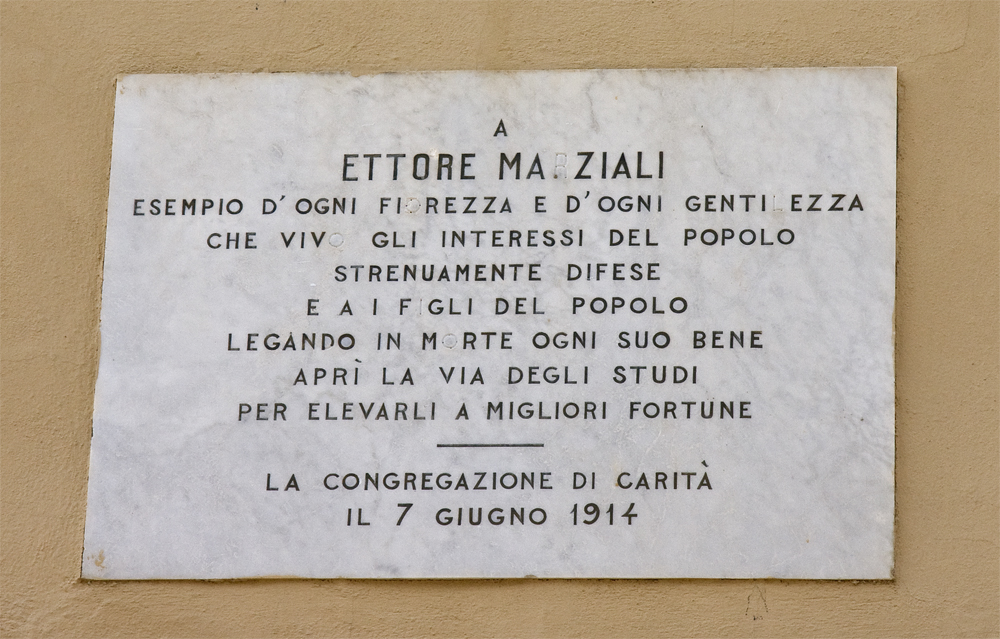 A
ETTORE MARZIALI
ESEMPIO D'OGNI FIOREZZA E D'OGNI GENTILEZZA
CHE VIVO GLI INTERESSI DEL POPOLO
STRENUAMENTE DIFESE
E A I FIGLI DEL POPOLO
LEGANDO IN MORTE OGNI SUO BENE
APRÌ LA VIA DEGLI STUDI
PER ELEVARLI A MIGLIORI FORTUNE
LA CONGREGAZIONE DI CARITÀ
IL 7 GIUGNO 1914